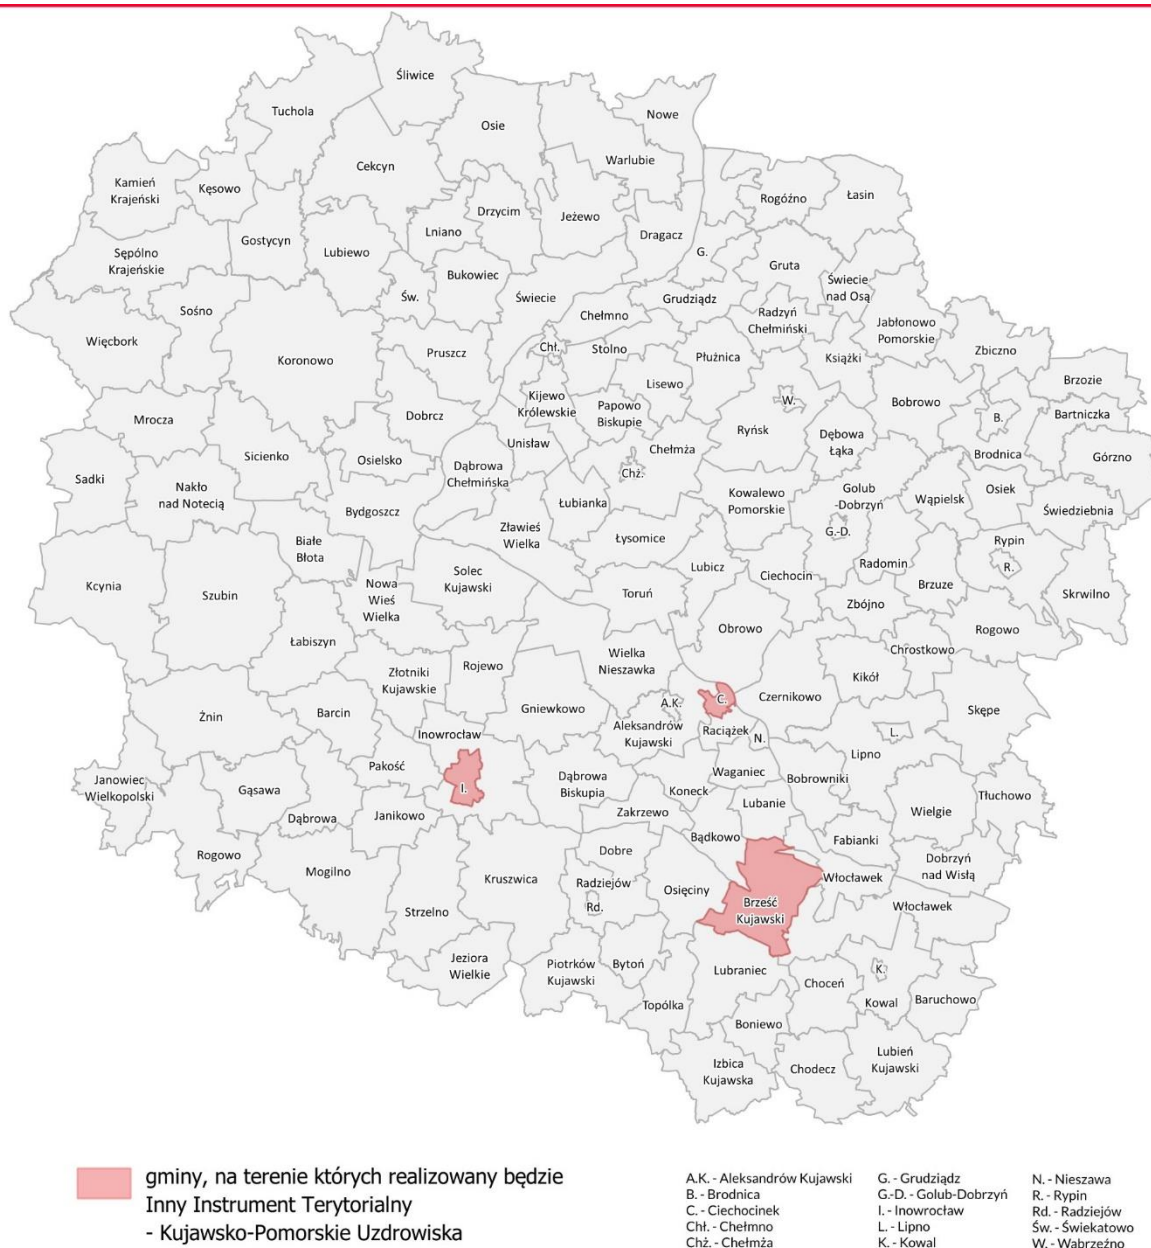 Śliwice
Tuchola
Nowe
Osie
Warlubie
Cekcyn
Kamień
Krajeński
Kęsowo
Rogóźno
Łasin
Drzycim
Jeżewo
Lniano
Dragacz
Gostycyn
Lubiewo
Sępólno
Krajeńskie
G.
Gruta
Bukowiec
Świecie
nad Osą
Św.
Świecie
Grudziądz
Sośno
Chełmno
Radzyń
Chełmiński
Jabłonowo
Pomorskie
Więcbork
Koronowo
Pruszcz
Chł.
Stolno
Płużnica
Książki
Zbiczno
Lisewo
Brzozie
Kijewo
Królewskie
W.
Bobrowo
Papowo
Biskupie
Mrocza
Dobrcz
B.
Bartniczka
Unisław
Ryńsk
Dębowa
Łąka
Sicienko
Osielsko
Chełmża
Brodnica
Górzno
Dąbrowa
Chełmińska
Chż.
Sadki
Nakło
nad Notecią
Golub
-Dobrzyń
Osiek
Wąpielsk
Kowalewo
Pomorskie
Łubianka
Bydgoszcz
Świedziebnia
Zławieś
Wielka
G.-D.
Łysomice
Białe
Błota
Rypin
Radomin
R.
Lubicz
Solec
Kujawski
Ciechocin
Kcynia
Szubin
Nowa
Wieś
Wielka
Toruń
Brzuze
Skrwilno
Zbójno
Obrowo
Rogowo
Łabiszyn
Chrostkowo
Wielka
Nieszawka
Rojewo
Złotniki
Kujawskie
Kikół
C.
Czernikowo
A.K.
Gniewkowo
Skępe
Barcin
Żnin
Aleksandrów
Kujawski
Raciążek
Inowrocław
N.
L.
Lipno
Pakość
Waganiec
Janowiec
Wielkopolski
Dąbrowa
Biskupia
Bobrowniki
I.
Gąsawa
Koneck
Tłuchowo
Lubanie
Zakrzewo
Wielgie
Janikowo
Dąbrowa
Bądkowo
Fabianki
Dobre
Rogowo
Dobrzyń
nad Wisłą
Mogilno
Kruszwica
Radziejów
Włocławek
Osięciny
Brześć
Kujawski
Rd.
Włocławek
Strzelno
Jeziora
Wielkie
Piotrków
Kujawski
Bytoń
Lubraniec
K.
Choceń
Kowal
Baruchowo
Topólka
Boniewo
Lubień
Kujawski
Izbica
Kujawska
Chodecz
gminy, na terenie których realizowany będzie
Inny Instrument Terytorialny
- Kujawsko-Pomorskie Uzdrowiska
A.K. - Aleksandrów Kujawski
B. - Brodnica
C. - Ciechocinek
Chł. - Chełmno
Chż. - Chełmża
G. - Grudziądz
G.-D. - Golub-Dobrzyń
I. - Inowrocław
L. - Lipno
K. - Kowal
N. - Nieszawa
R. - Rypin
Rd. - Radziejów
Św. - Świekatowo
W. - Wąbrzeźno